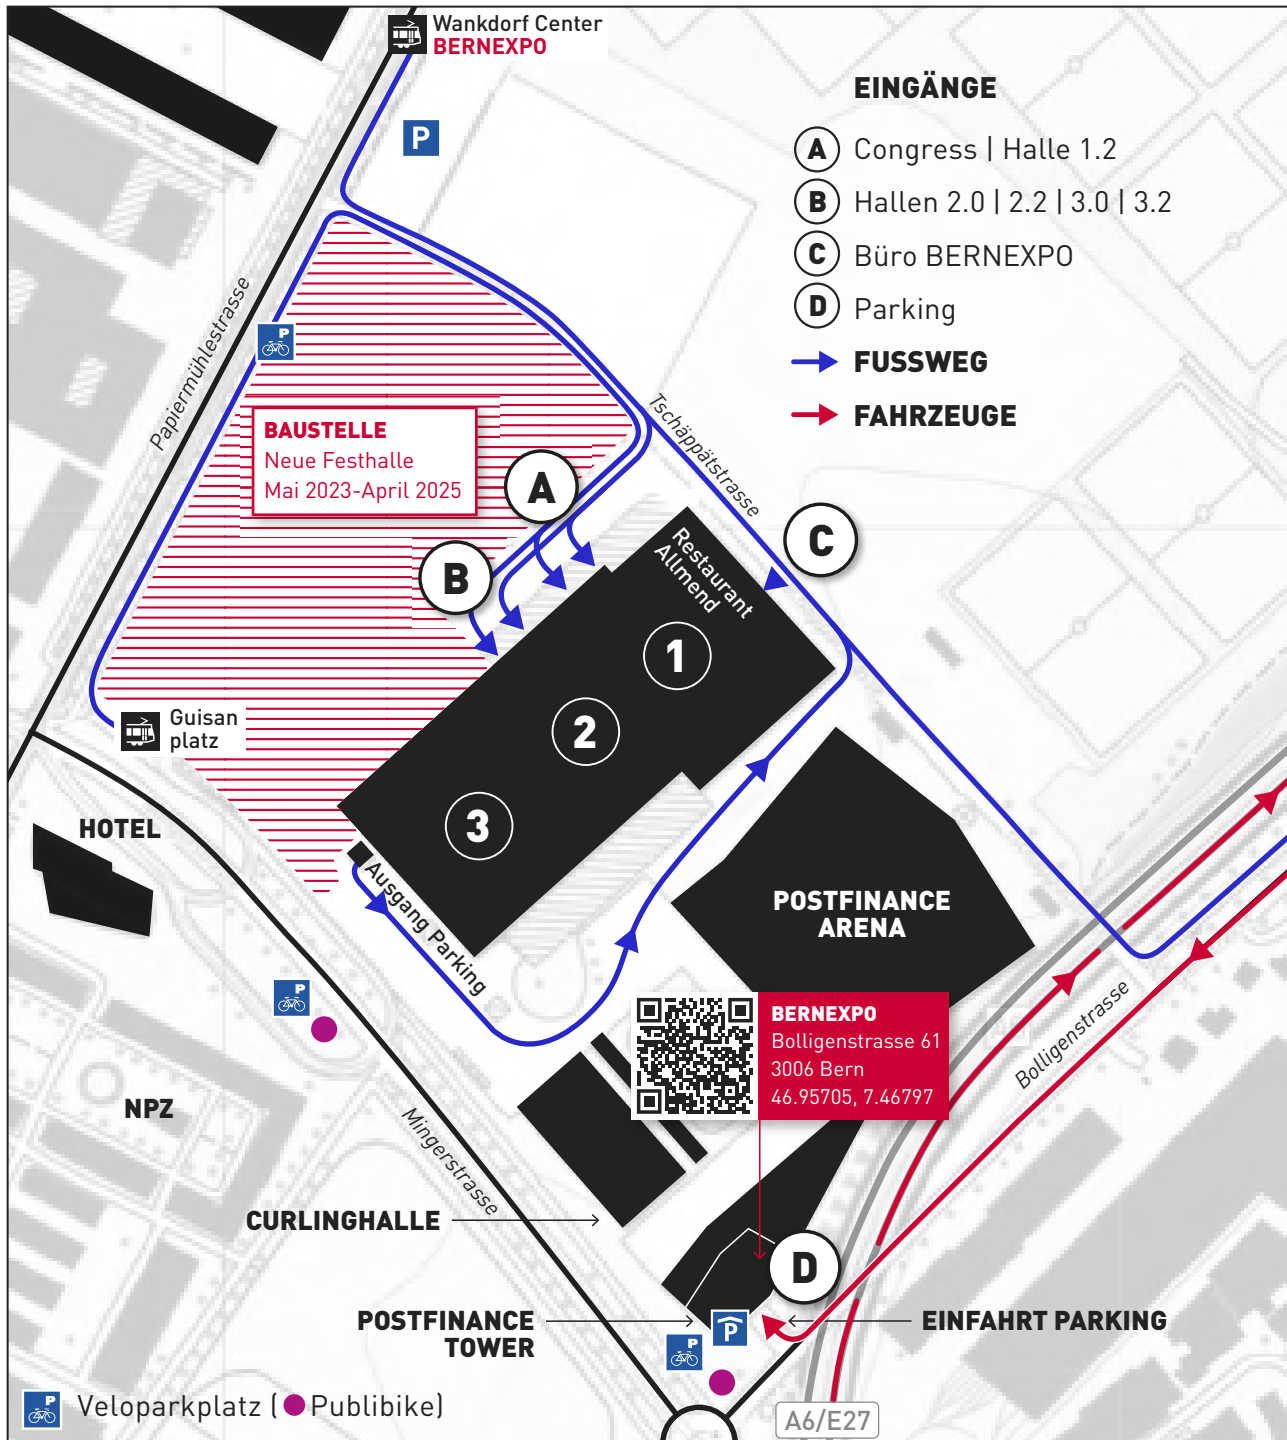 Wankdorf Center
BERNEXPO
P
EINGÄNGE
A Congress | Halle 1.2
B Hallen 2.0 | 2.2 | 3.0 | 3.2
C Büro BERNEXPO
D Parking
FUSSWEG
FAHRZEUGE
Papiermühlestrasse
P
BAUSTELLE
Neue Festhalle
Mai 2023-April 2025
Tschäppätstrasse
A
B
C
Restaurant
Allmend
1
2
3
Guisan
platz
HOTEL
Ausgang Parking
POSTFINANCE
ARENA
P
BERNEXPO
Bolligenstrasse 61
3006 Bern
46.95705, 7.46797
Bolligenstrasse
NPZ
Mingerstrasse
CURLINGHALLE
D
POSTFINANCE
TOWER
P
P
EINFAHRT PARKING
P Veloparkplatz ( Publibike)
A6/E27